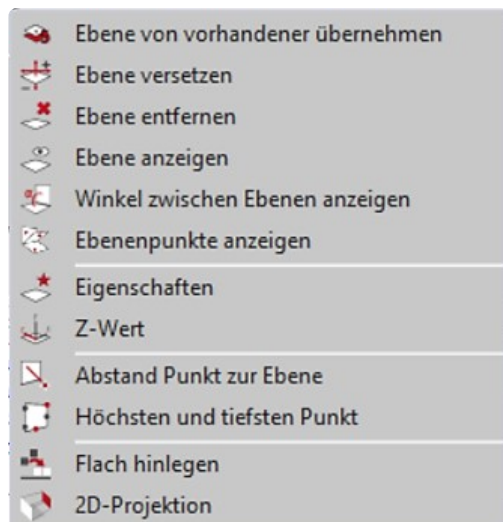 Ebene von vorhandener übernehmen
Ebene versetzen
Ebene entfernen
Ebene anzeigen
Winkel zwischen Ebenen anzeigen
Ebenenpunkte anzeigen
Eigenschaften
Z-Wert
Abstand Punkt zur Ebene
Höchsten und tiefsten Punkt
Flach hinlegen
2D-Projektion